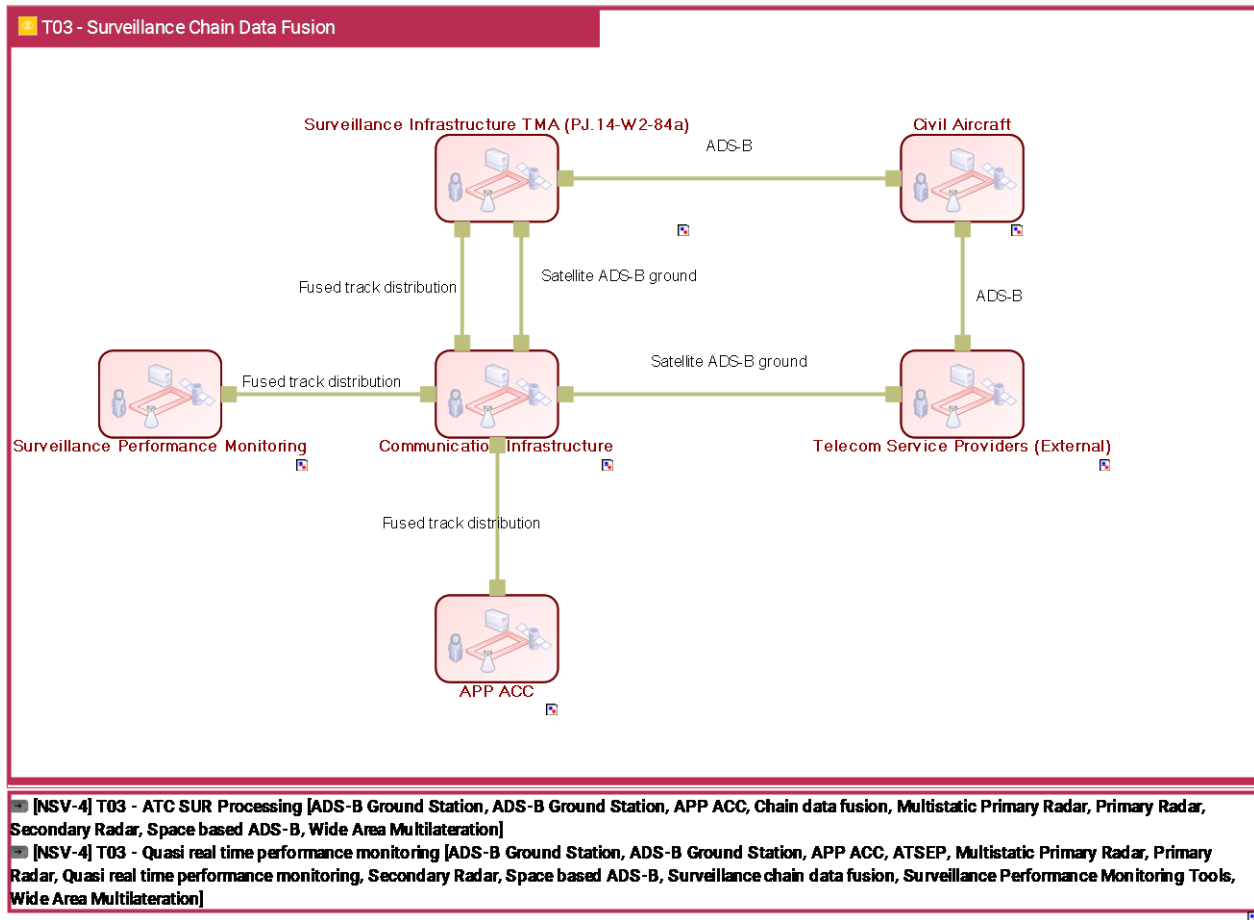 T03 - Surveillance Chain Data Fusion
Surveillance Infrastructure TMA (PJ.14-W2-84a)
Civil Aircraft
ADS-B
Fused track distribution
Satellite ADS-B ground
ADS-B
Fused track distribution
Satellite ADS-B ground
Surveillance Performance Monitoring
Communication Infrastructure
Telecom Service Providers (External)
Fused track distribution
APP ACC
[NSV-4] T03 - ATC SUR Processing [ADS-B Ground Station, ADS-B Ground Station, APP ACC, Chain data fusion, Multistatic Primary Radar, Primary Radar,
Secondary Radar, Space based ADS-B, Wide Area Multilateration]
[NSV-4] T03 - Quasi real time performance monitoring [ADS-B Ground Station, ADS-B Ground Station, APP ACC, ATSEP, Multistatic Primary Radar, Primary
Radar, Quasi real time performance monitoring, Secondary Radar, Space based ADS-B, Surveillance chain data fusion, Surveillance Performance Monitoring Tools,
Wide Area Multilateration]